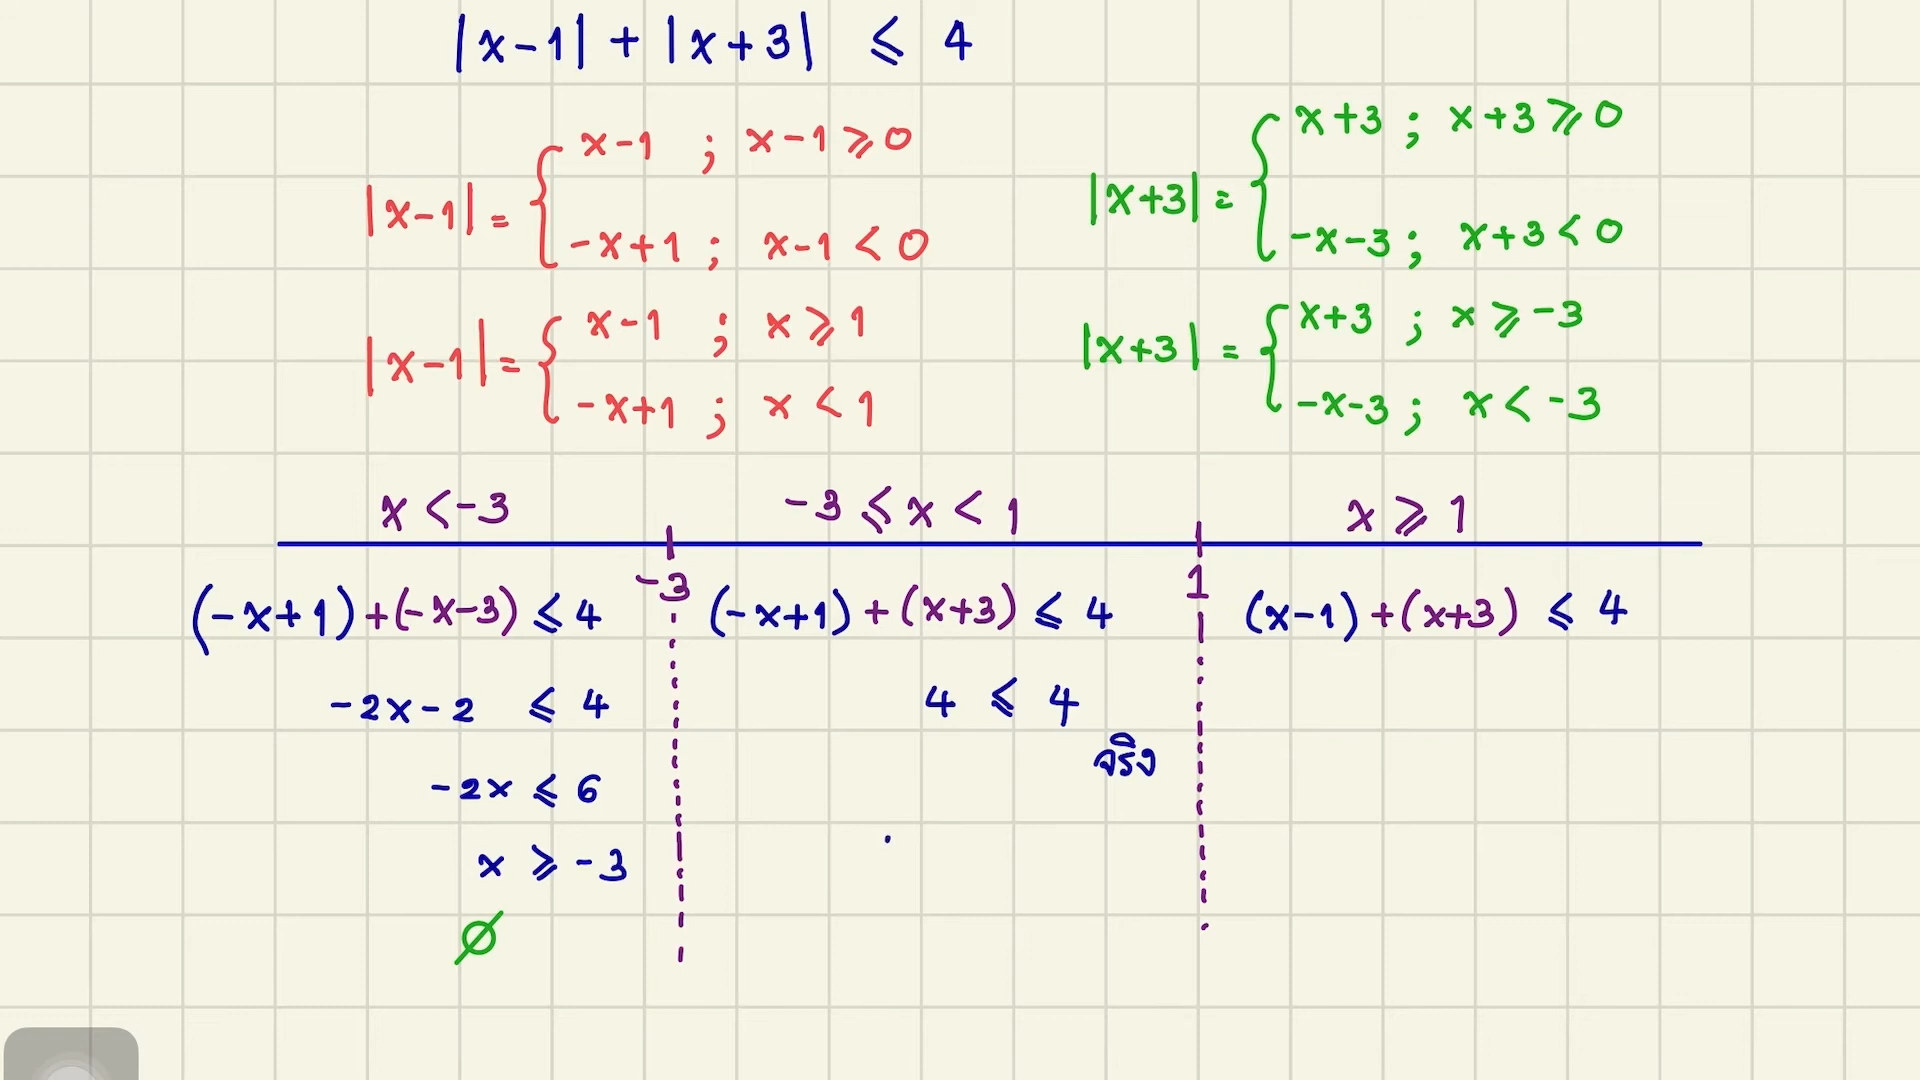 |x-1| + |x+3| ⩽ 4
|x-1| = { x-1 ; x-1 ⩾ 0
-x+1 ; x-1 < 0
|x+3| = { x+3 ; x+3 ⩾ 0
-x-3 ; x+3 < 0
|x-1| = { x-1 ; x ⩾ 1
-x+1 ; x < 1
|x+3| = { x+3 ; x ⩾ -3
-x-3 ; x < -3
x < -3
-3 ⩽ x < 1
x ⩾ 1
-3
1
(-x+1)+(-x-3) ⩽ 4
-2x-2 ⩽ 4
-2x ⩽ 6
x ⩾ -3
∅
(-x+1) + (x+3) ⩽ 4
4 ⩽ 4
จริง
(x-1) + (x+3) ⩽ 4